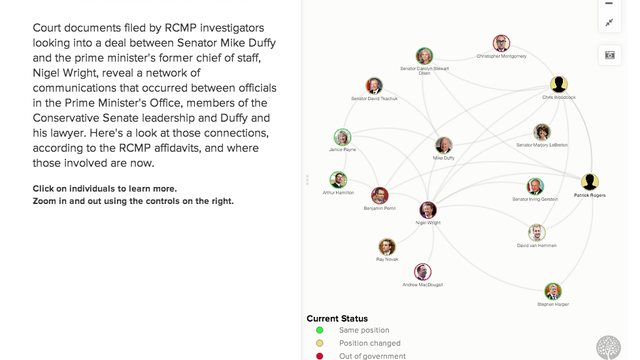 Court documents filed by RCMP investigators
looking into a deal between Senator Mike Duffy
and the prime minister's former chief of staff,
Nigel Wright, reveal a network of
communications that occurred between officials
in the Prime Minister's Office, members of the
Conservative Senate leadership and Duffy and
his lawyer. Here's a look at those connections,
according to the RCMP affidavits, and where
those involved are now.
Click on individuals to learn more.
Zoom in and out using the controls on the right.
Christopher Montgomery
Senator Carolyn Stewart
Olsen
Senator David Tkachuk
Chris Woodcock
Janice Payne
Senator Marjory LeBreton
Mike Duffy
Arthur Hamilton
Benjamin Perrin
Senator Irving Gerstein
Patrick Rogers
Nigel Wright
David van Hemmen
Ray Novak
Andrew MacDougall
Stephen Harper
Current Status
Same position
Position changed
Out of government